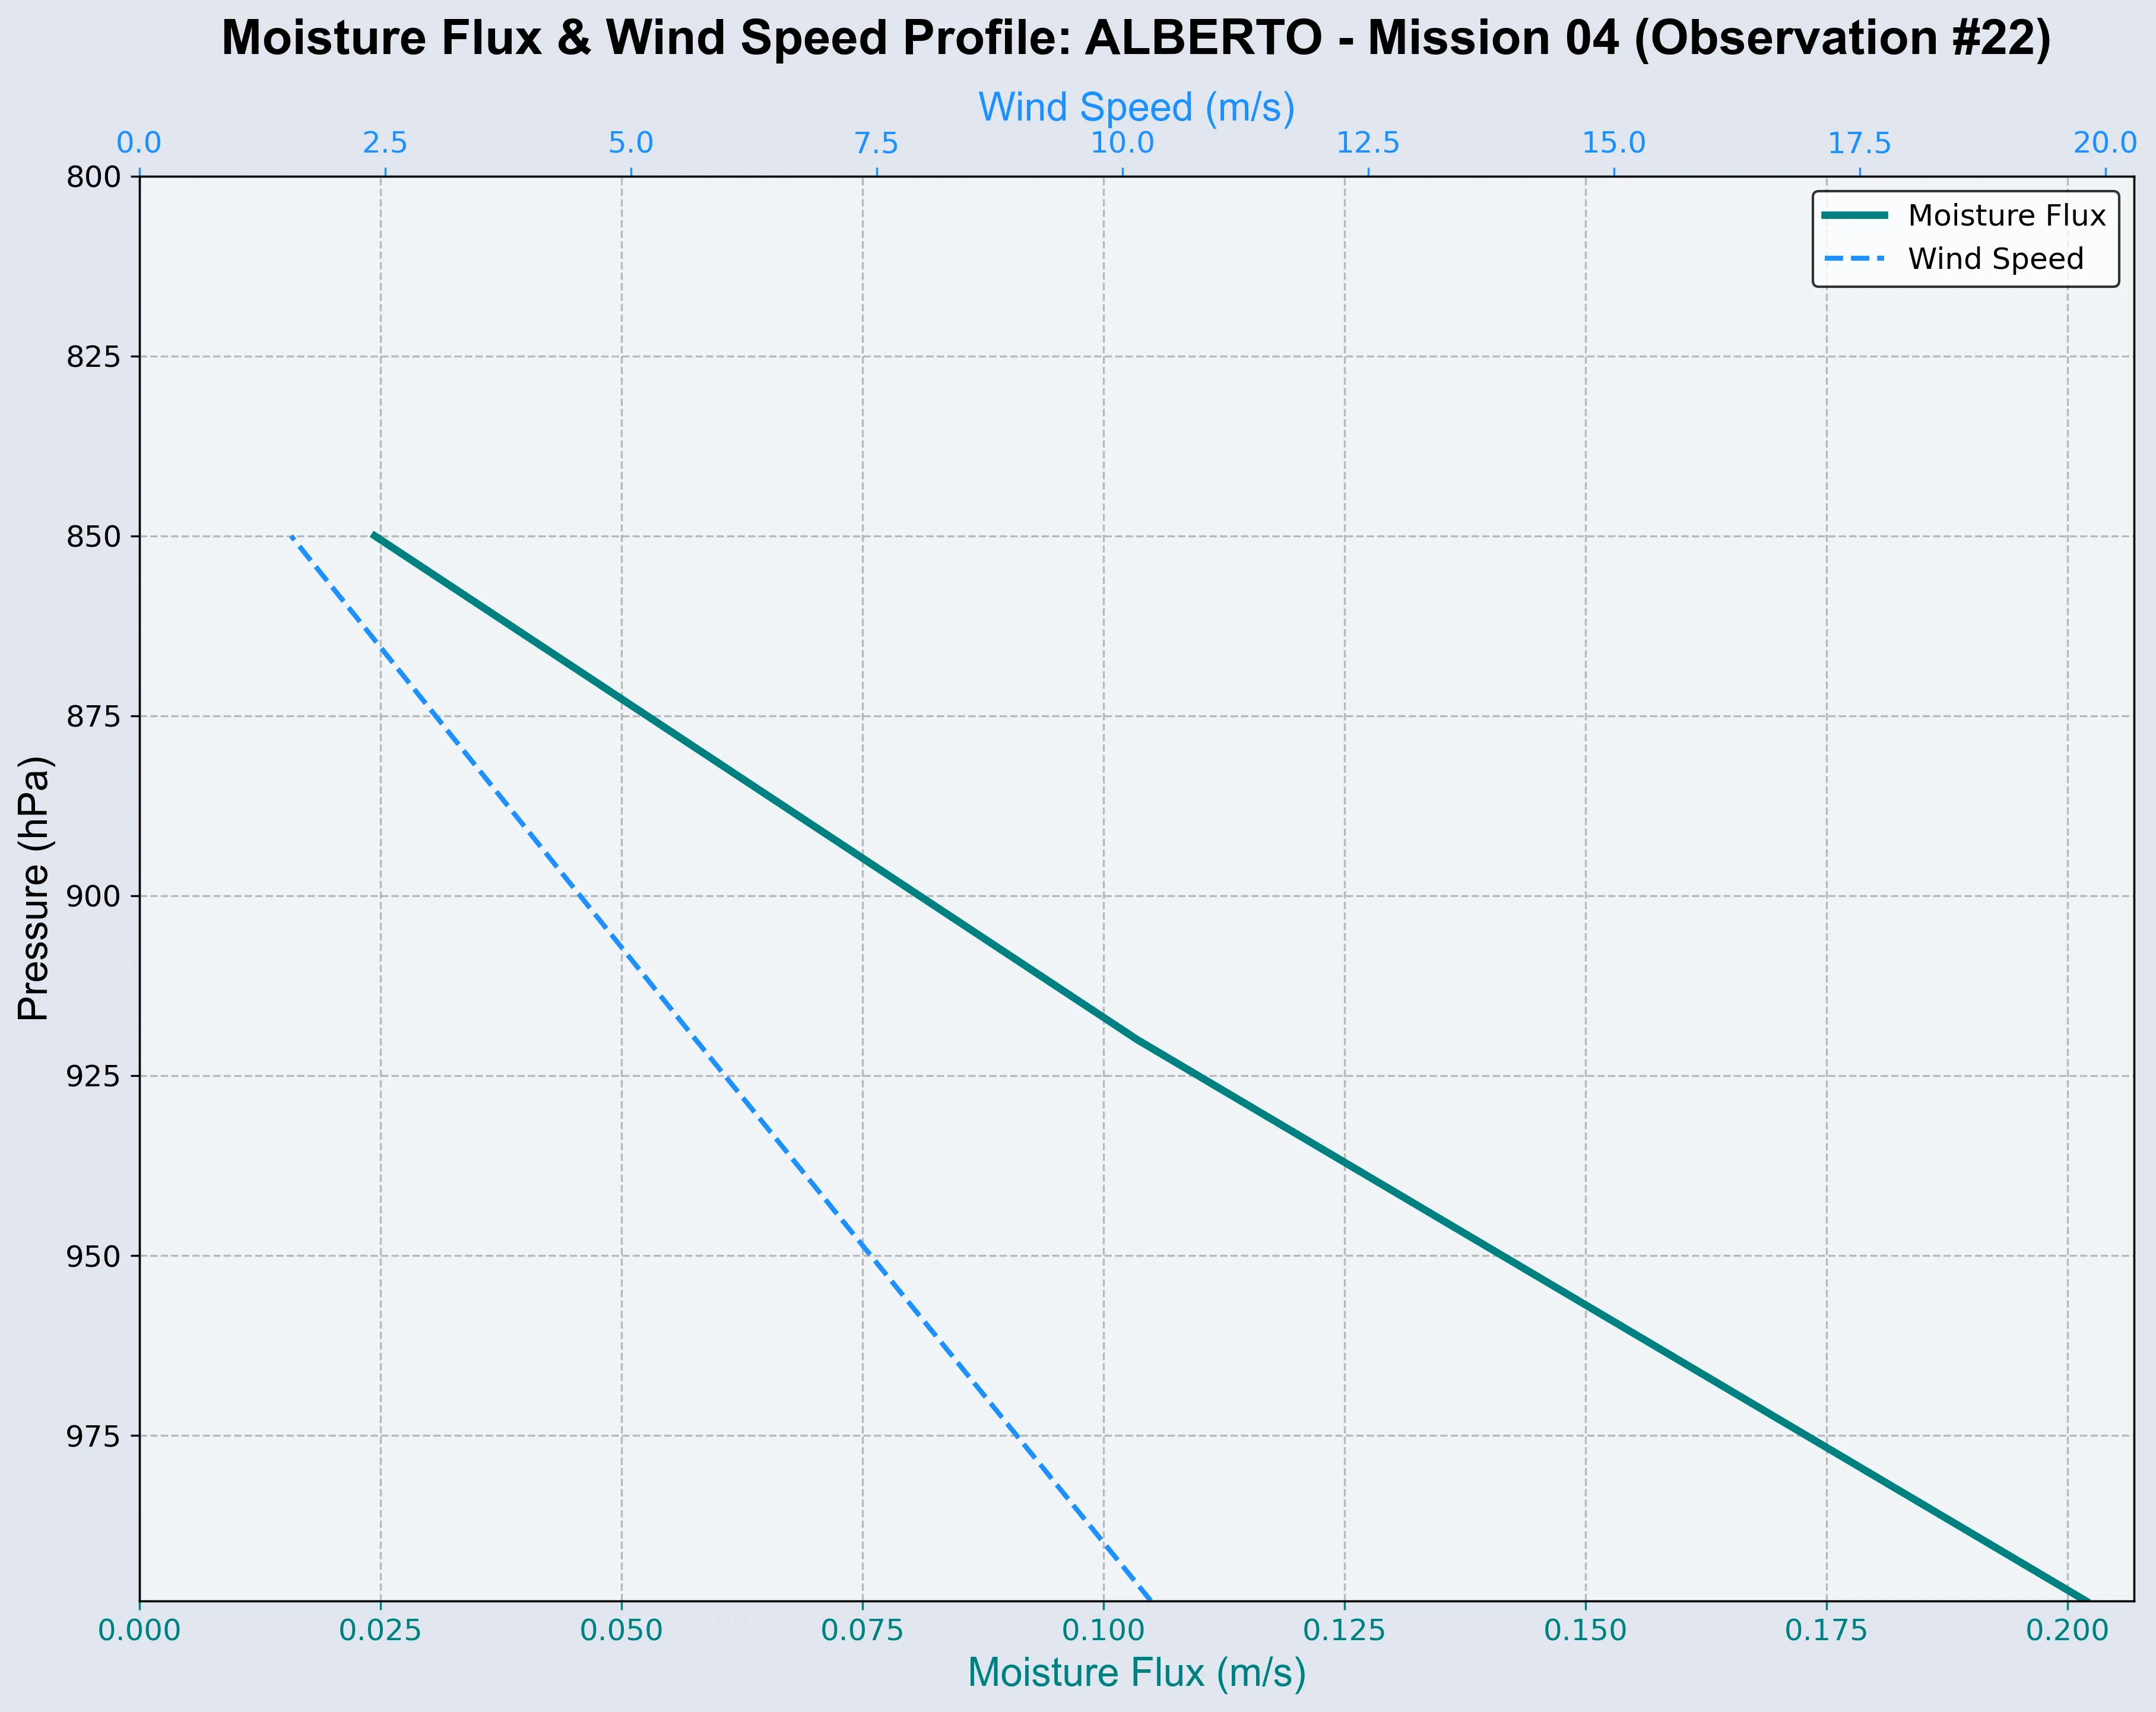 Moisture Flux & Wind Speed Profile: ALBERTO - Mission 04 (Observation #22)
Wind Speed (m/s)
0.0 2.5 5.0 7.5 10.0 12.5 15.0 17.5 20.0
Moisture Flux
Wind Speed
Pressure (hPa)
800
825
850
875
900
925
950
975
0.000 0.025 0.050 0.075 0.100 0.125 0.150 0.175 0.200
Moisture Flux (m/s)